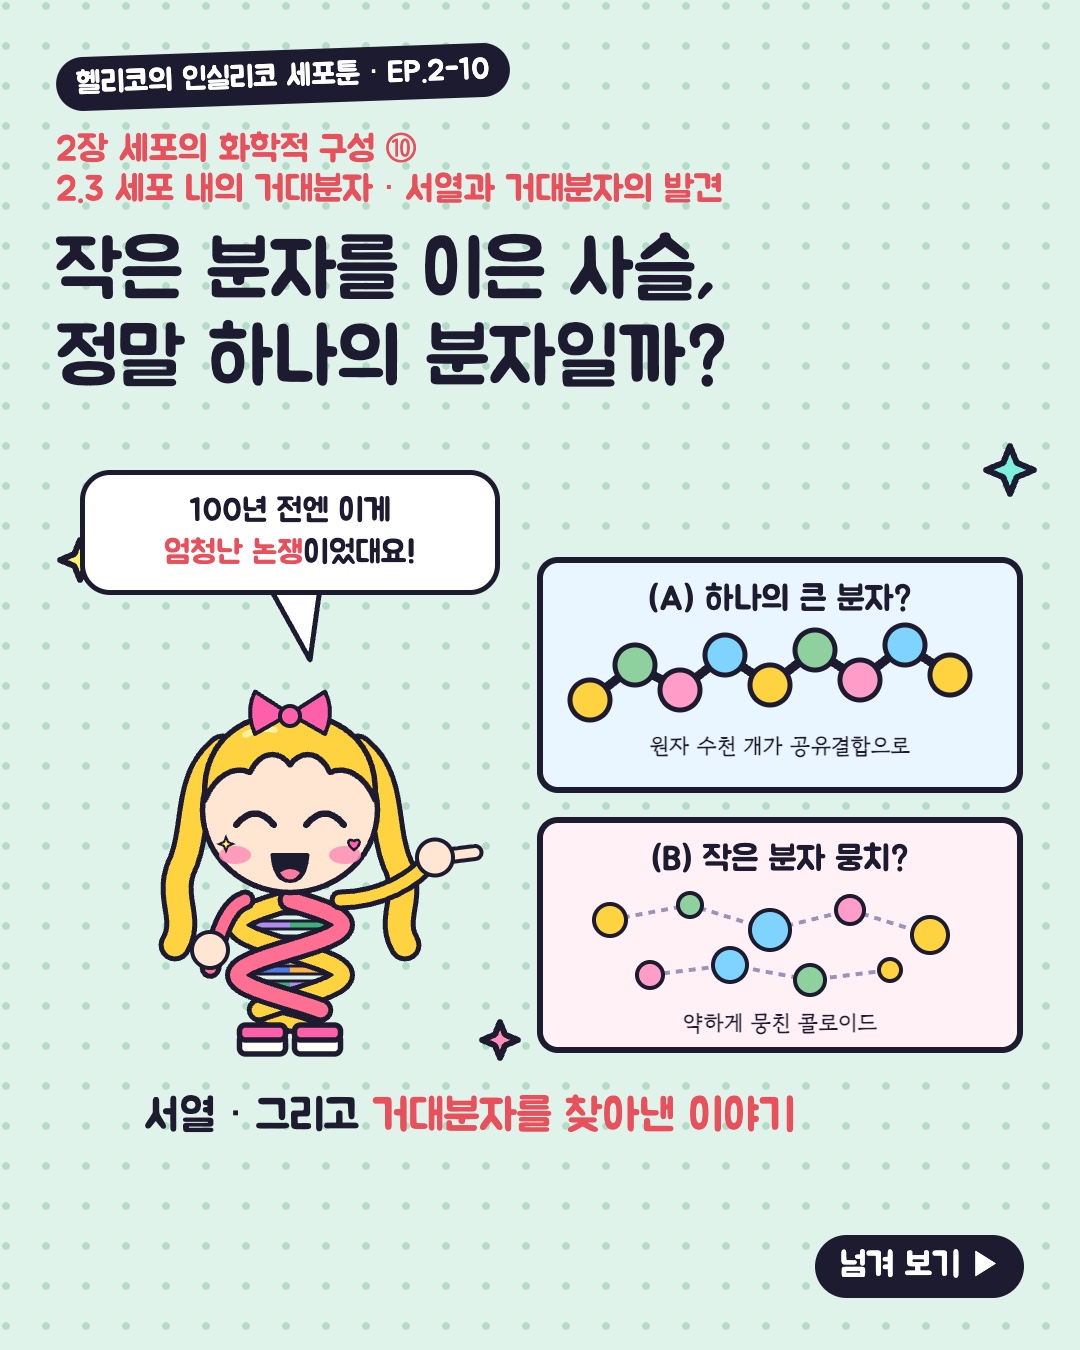 헬리코의 인실리코 세포툰 · EP.2-10
2장 세포의 화학적 구성 ⑩
2.3 세포 내의 거대분자 · 서열과 거대분자의 발견
작은 분자를 이은 사슬,
정말 하나의 분자일까?
100년 전엔 이게
엄청난 논쟁이었대요!
(A) 하나의 큰 분자?
원자 수천 개가 공유결합으로
(B) 작은 분자 뭉치?
약하게 뭉친 콜로이드
서열 · 그리고 거대분자를 찾아낸 이야기
넘겨 보기 ▶